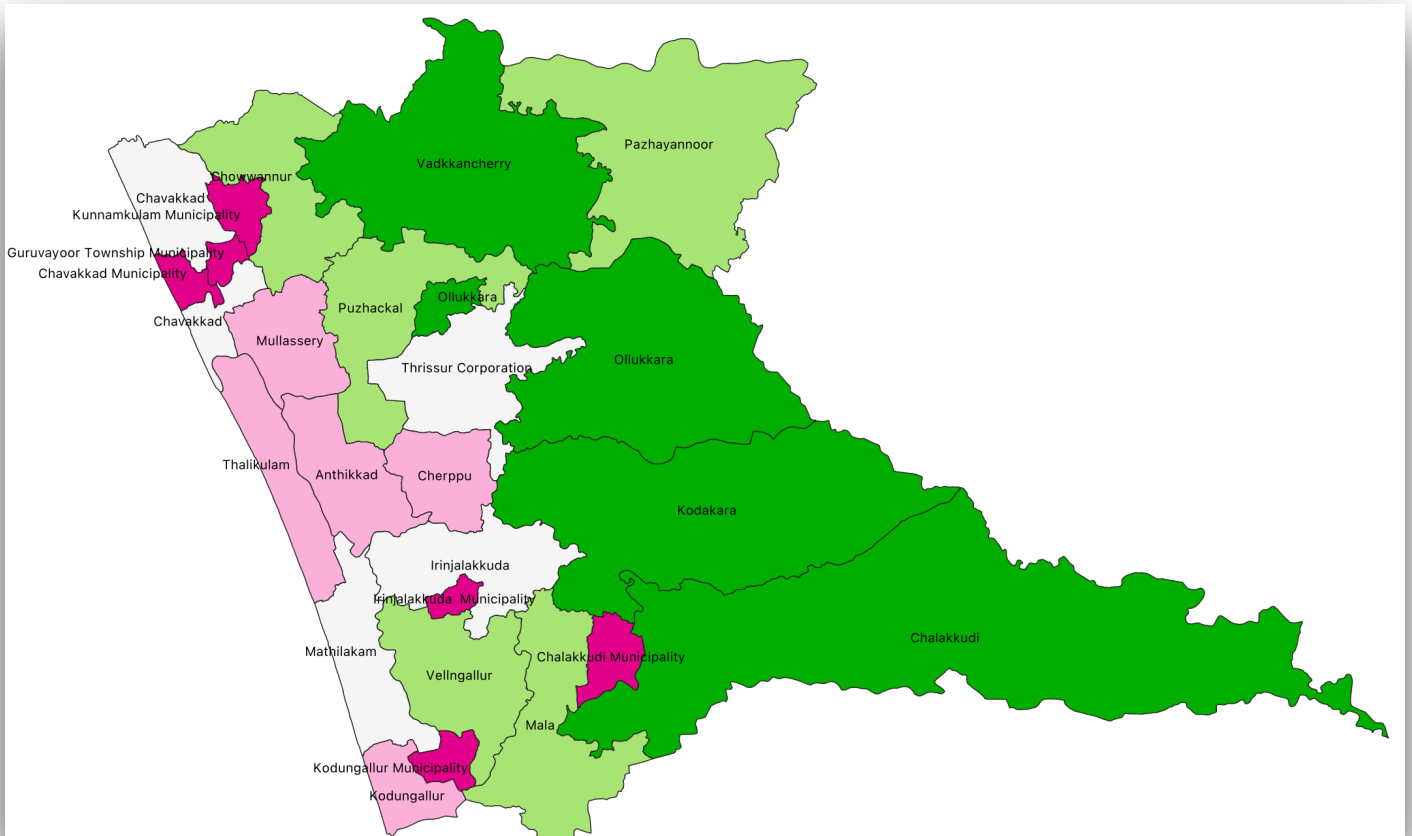 Vadkkancherry
Pazhayannoor
Chowwannur
Chavakkad
Kunnamkulam Municipality
Guruvayoor Township Municipality
Chavakkad Municipality
Ollukkara
Puzhackal
Chavakkad
Mullassery
Ollukkara
Thrissur Corporation
Thalikulam
Anthikkad
Cherppu
Kodakara
Irinjalakkuda
Irinjalakkuda Municipality
Chalakkudi
Mathilakam
Chalakkudi Municipality
Vellngallur
Mala
Kodungallur Municipality
Kodungallur